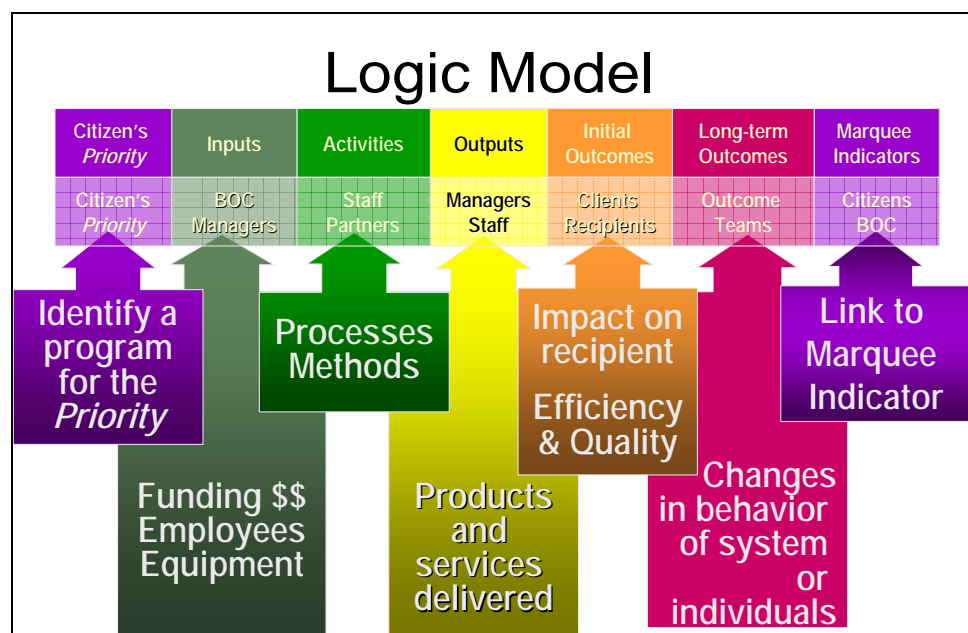 Logic Model
Citizen's
Priority
Inputs
Activities
Outputs
Initial
Outcomes
Long-term
Outcomes
Marquee
Indicators
Citizen's
Priority
BOC
Managers
Staff
Partners
Managers
Staff
Clients
Recipients
Outcome
Teams
Citizens
BOC
Identify a
program
for the
Priority
Funding $$
Employees
Equipment
Processes
Methods
Products
and
services
delivered
Impact on
recipient
Efficiency
& Quality
Changes
in behavior
of system
or
individuals
Link to
Marquee
Indicator